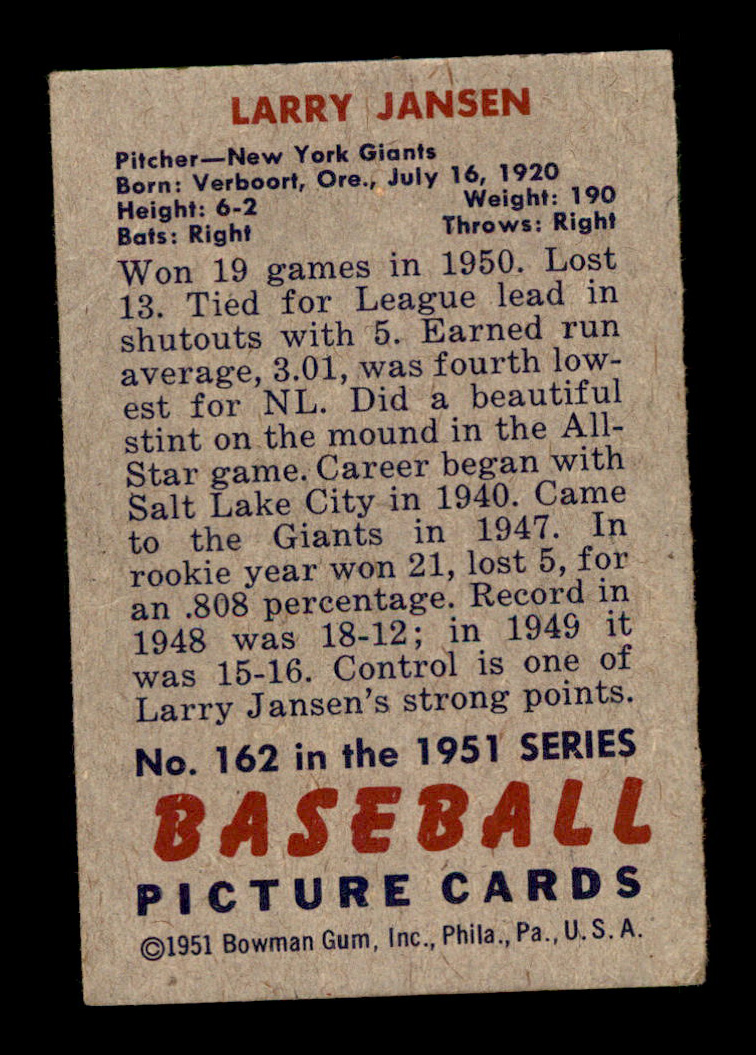 LARRY JANSEN
Pitcher—New York Giants
Born: Verboort, Ore., July 16, 1920
Height: 6-2 Weight: 190
Bats: Right Throws: Right
Won 19 games in 1950. Lost
13. Tied for League lead in
shutouts with 5. Earned run
average, 3.01, was fourth low-
est for NL. Did a beautiful
stint on the mound in the All-
Star game. Career began with
Salt Lake City in 1940. Came
to the Giants in 1947. In
rookie year won 21, lost 5, for
an .808 percentage. Record in
1948 was 18-12; in 1949 it
was 15-16. Control is one of
Larry Jansen's strong points.
No. 162 in the 1951 SERIES
BASEBALL
PICTURE CARDS
©1951 Bowman Gum, Inc., Phila., Pa., U.S.A.